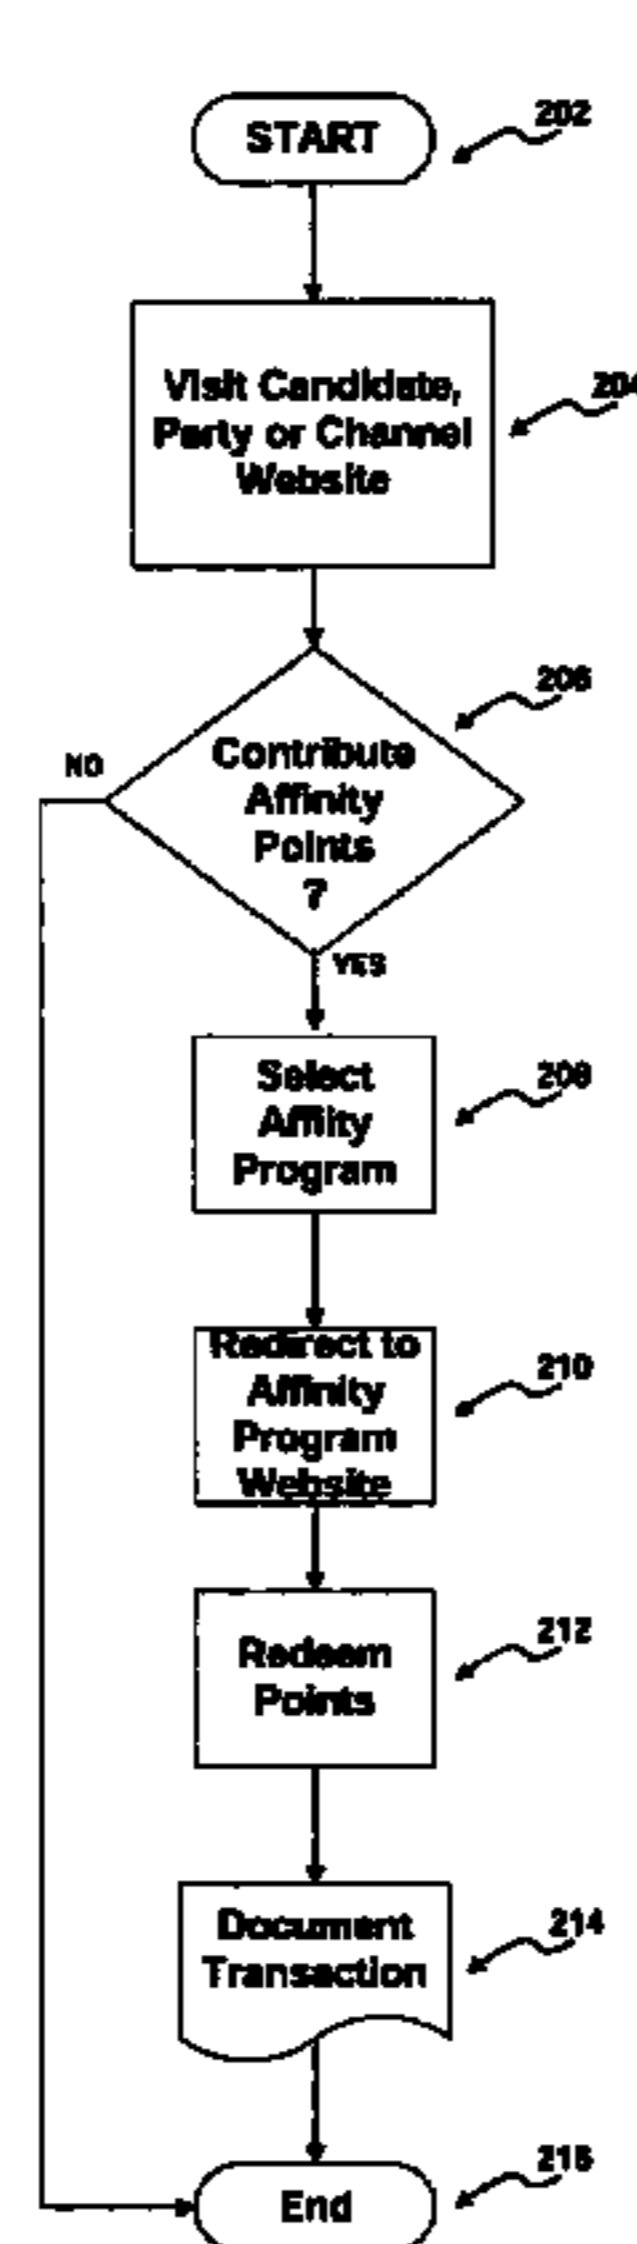 START
202
Visit Candidate,
Party or Channel
Website
204
206
Contribute
Affinity
Points
?
NO
YES
Select
Affiity
Program
208
Redirect to
Affinity
Program
Website
210
Redeem
Points
212
Document
Transaction
214
End
216